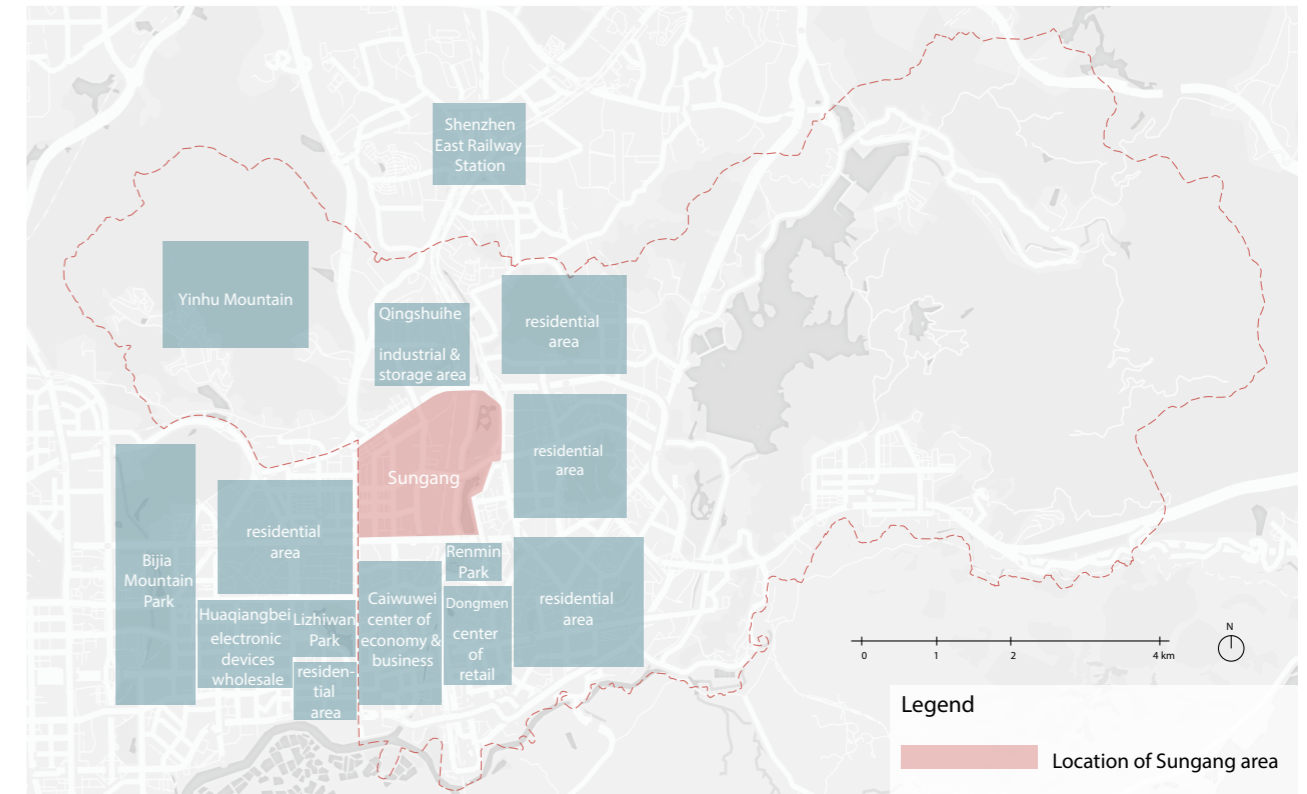 Shenzhen
East Railway
Station
Yinhu Mountain
Qingshuihe
industrial &
storage area
residential
area
residential
area
Sungang
residential
area
Bijia
Mountain
Park
Huaqiangbei
electronic
devices
wholesale
Lizhiwan
Park
residen-
tial
area
Caiwuwei
center of
economy &
business
Renmin
Park
Dongmen
center
of
retail
residential
area
0 1 2 4 km
N
Legend
Location of Sungang area